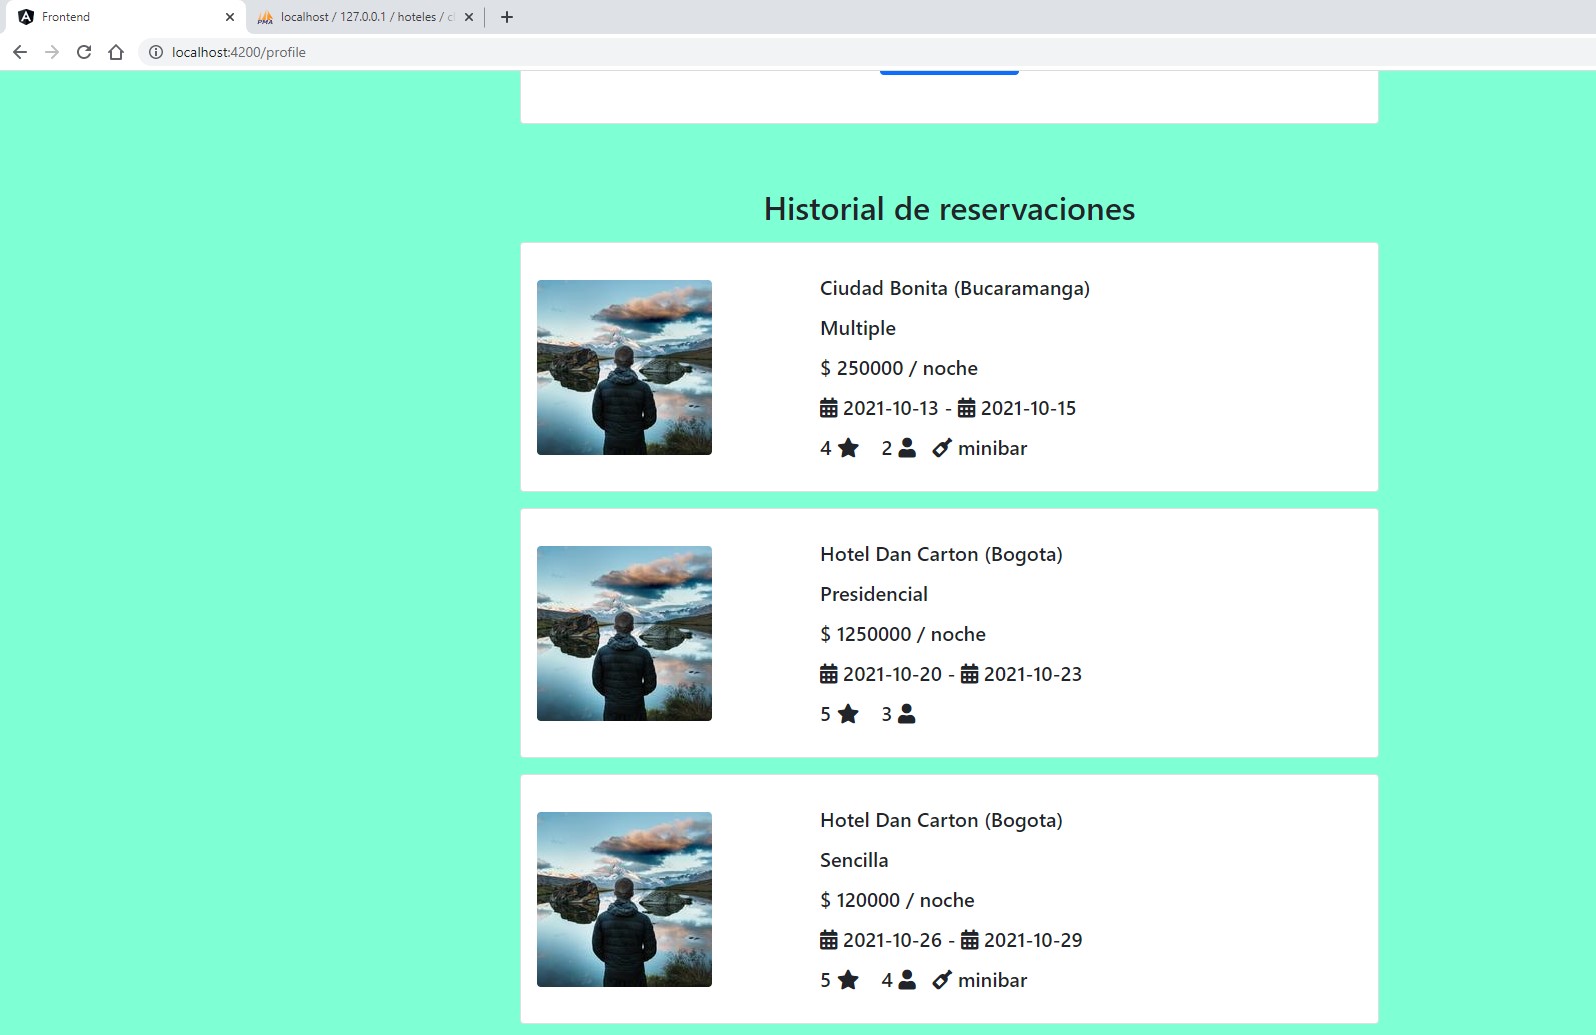 Frontend
localhost / 127.0.0.1 / hoteles / c
localhost:4200/profile
Historial de reservaciones
Ciudad Bonita (Bucaramanga)
Multiple
$ 250000 / noche
2021-10-13 - 2021-10-15
4 2 minibar
Hotel Dan Carton (Bogota)
Presidencial
$ 1250000 / noche
2021-10-20 - 2021-10-23
5 3
Hotel Dan Carton (Bogota)
Sencilla
$ 120000 / noche
2021-10-26 - 2021-10-29
5 4 minibar